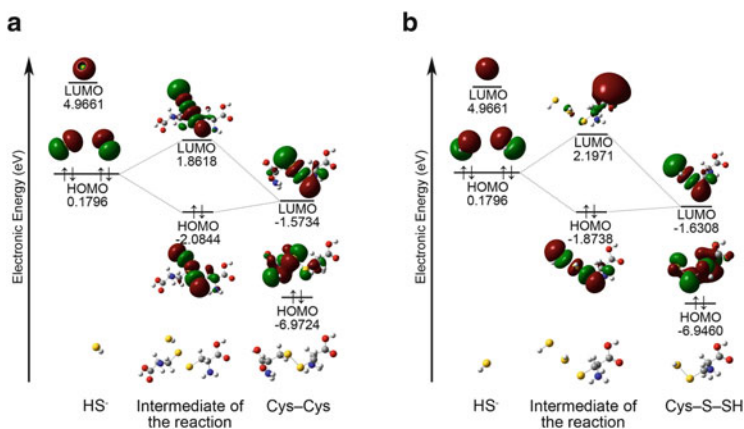 a
Electronic Energy (eV)
LUMO
4.9661
HOMO
0.1796
LUMO
1.8618
HOMO
-2.0844
LUMO
-1.5734
HOMO
-6.9724
HS-
Intermediate of
the reaction
Cys–Cys
b
Electronic Energy (eV)
LUMO
4.9661
HOMO
0.1796
LUMO
2.1971
HOMO
-1.8738
LUMO
-1.6308
HOMO
-6.9460
HS-
Intermediate of
the reaction
Cys–S–SH